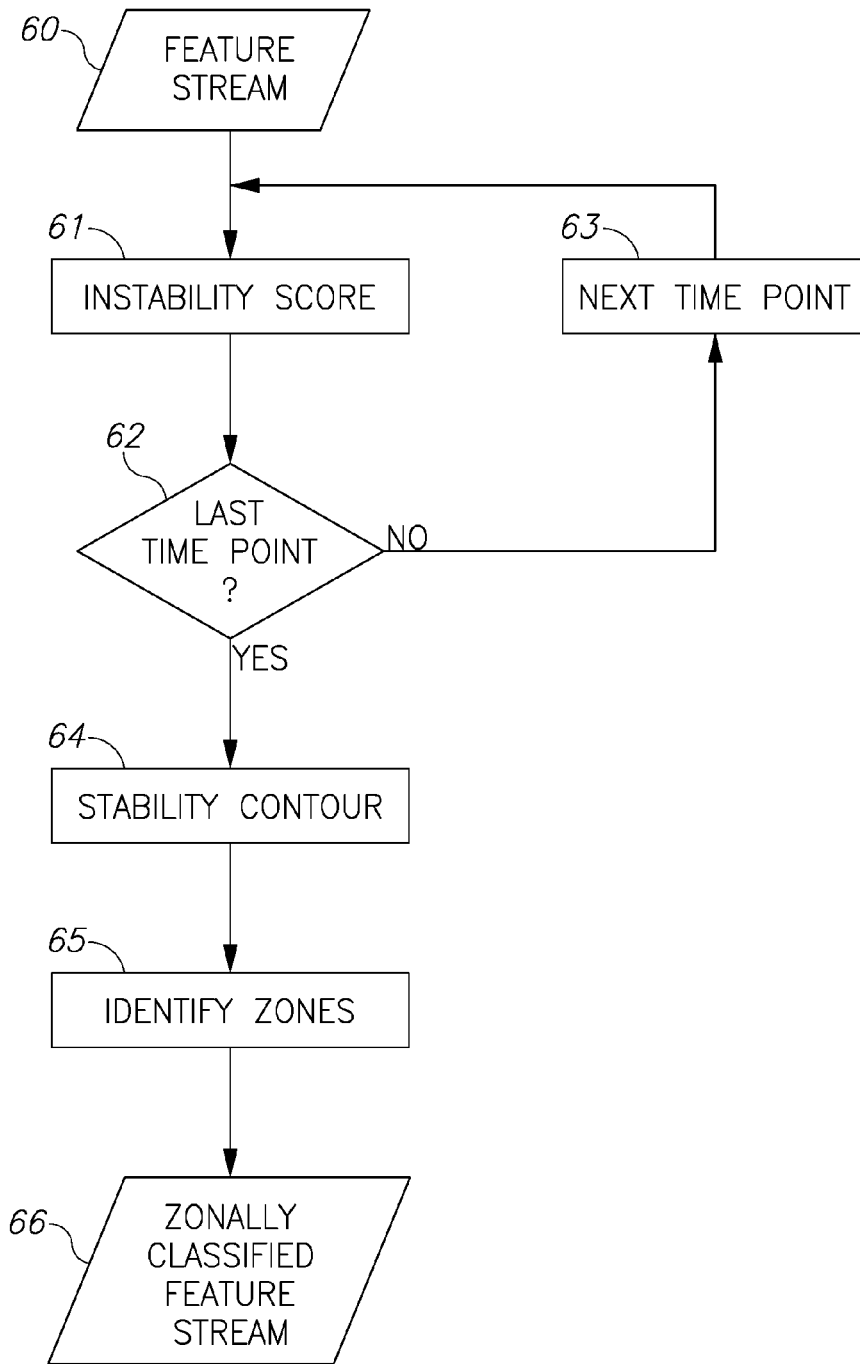 60
FEATURE
STREAM
61
INSTABILITY SCORE
63
NEXT TIME POINT
62
LAST
TIME POINT
?
NO
YES
64
STABILITY CONTOUR
65
IDENTIFY ZONES
66
ZONALLY
CLASSIFIED
FEATURE
STREAM